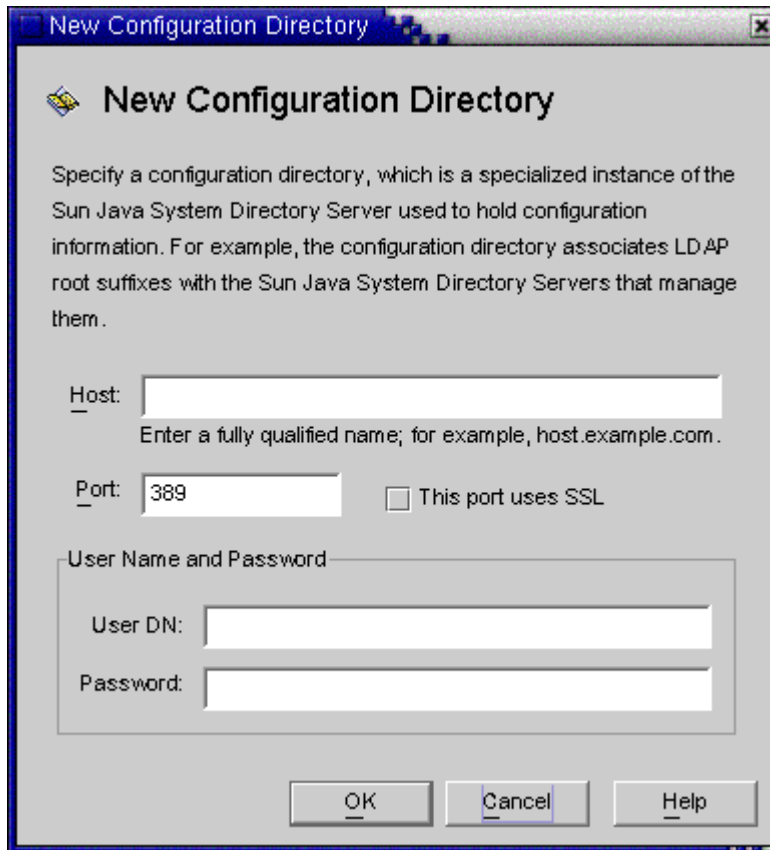 New Configuration Directory
New Configuration Directory
Specify a configuration directory, which is a specialized instance of the
Sun Java System Directory Server used to hold configuration
information. For example, the configuration directory associates LDAP
root suffixes with the Sun Java System Directory Servers that manage
them.
Host:
Enter a fully qualified name; for example, host.example.com.
Port: 389 This port uses SSL
User Name and Password
User DN:
Password:
OK Cancel Help